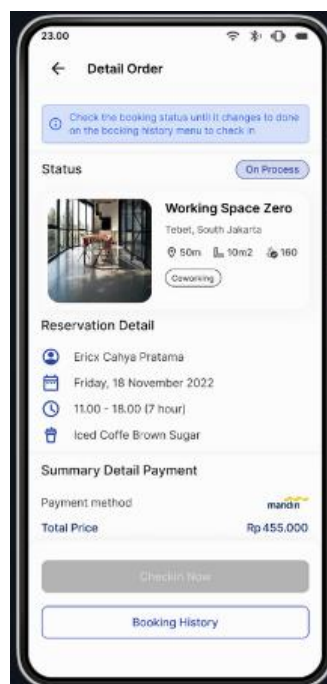 23.00
Detail Order
Check the booking status until it changes to done
on the booking history menu to check in
Status
On Process
Working Space Zero
Tebet, South Jakarta
50m 10m2 160
Coworking
Reservation Detail
Ericx Cahya Pratama
Friday, 18 November 2022
11.00 - 18.00 (7 hour)
Iced Coffe Brown Sugar
Summary Detail Payment
Payment method
mandiri
Total Price Rp 455.000
Checkin Now
Booking History